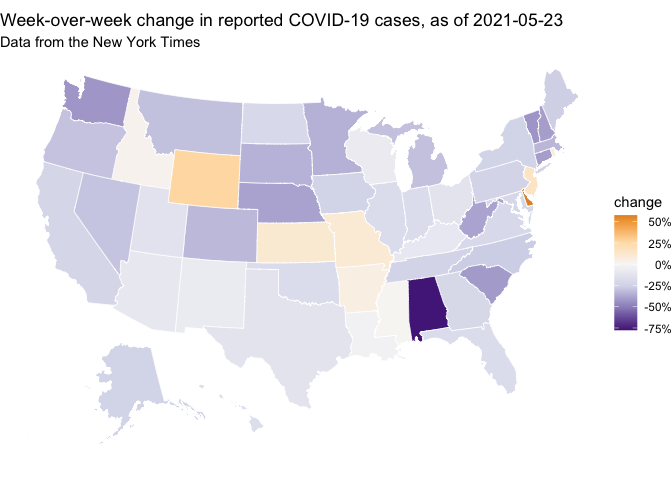 Week-over-week change in reported COVID-19 cases, as of 2021-05-23
Data from the New York Times
change
50%
25%
0%
-25%
-50%
-75%